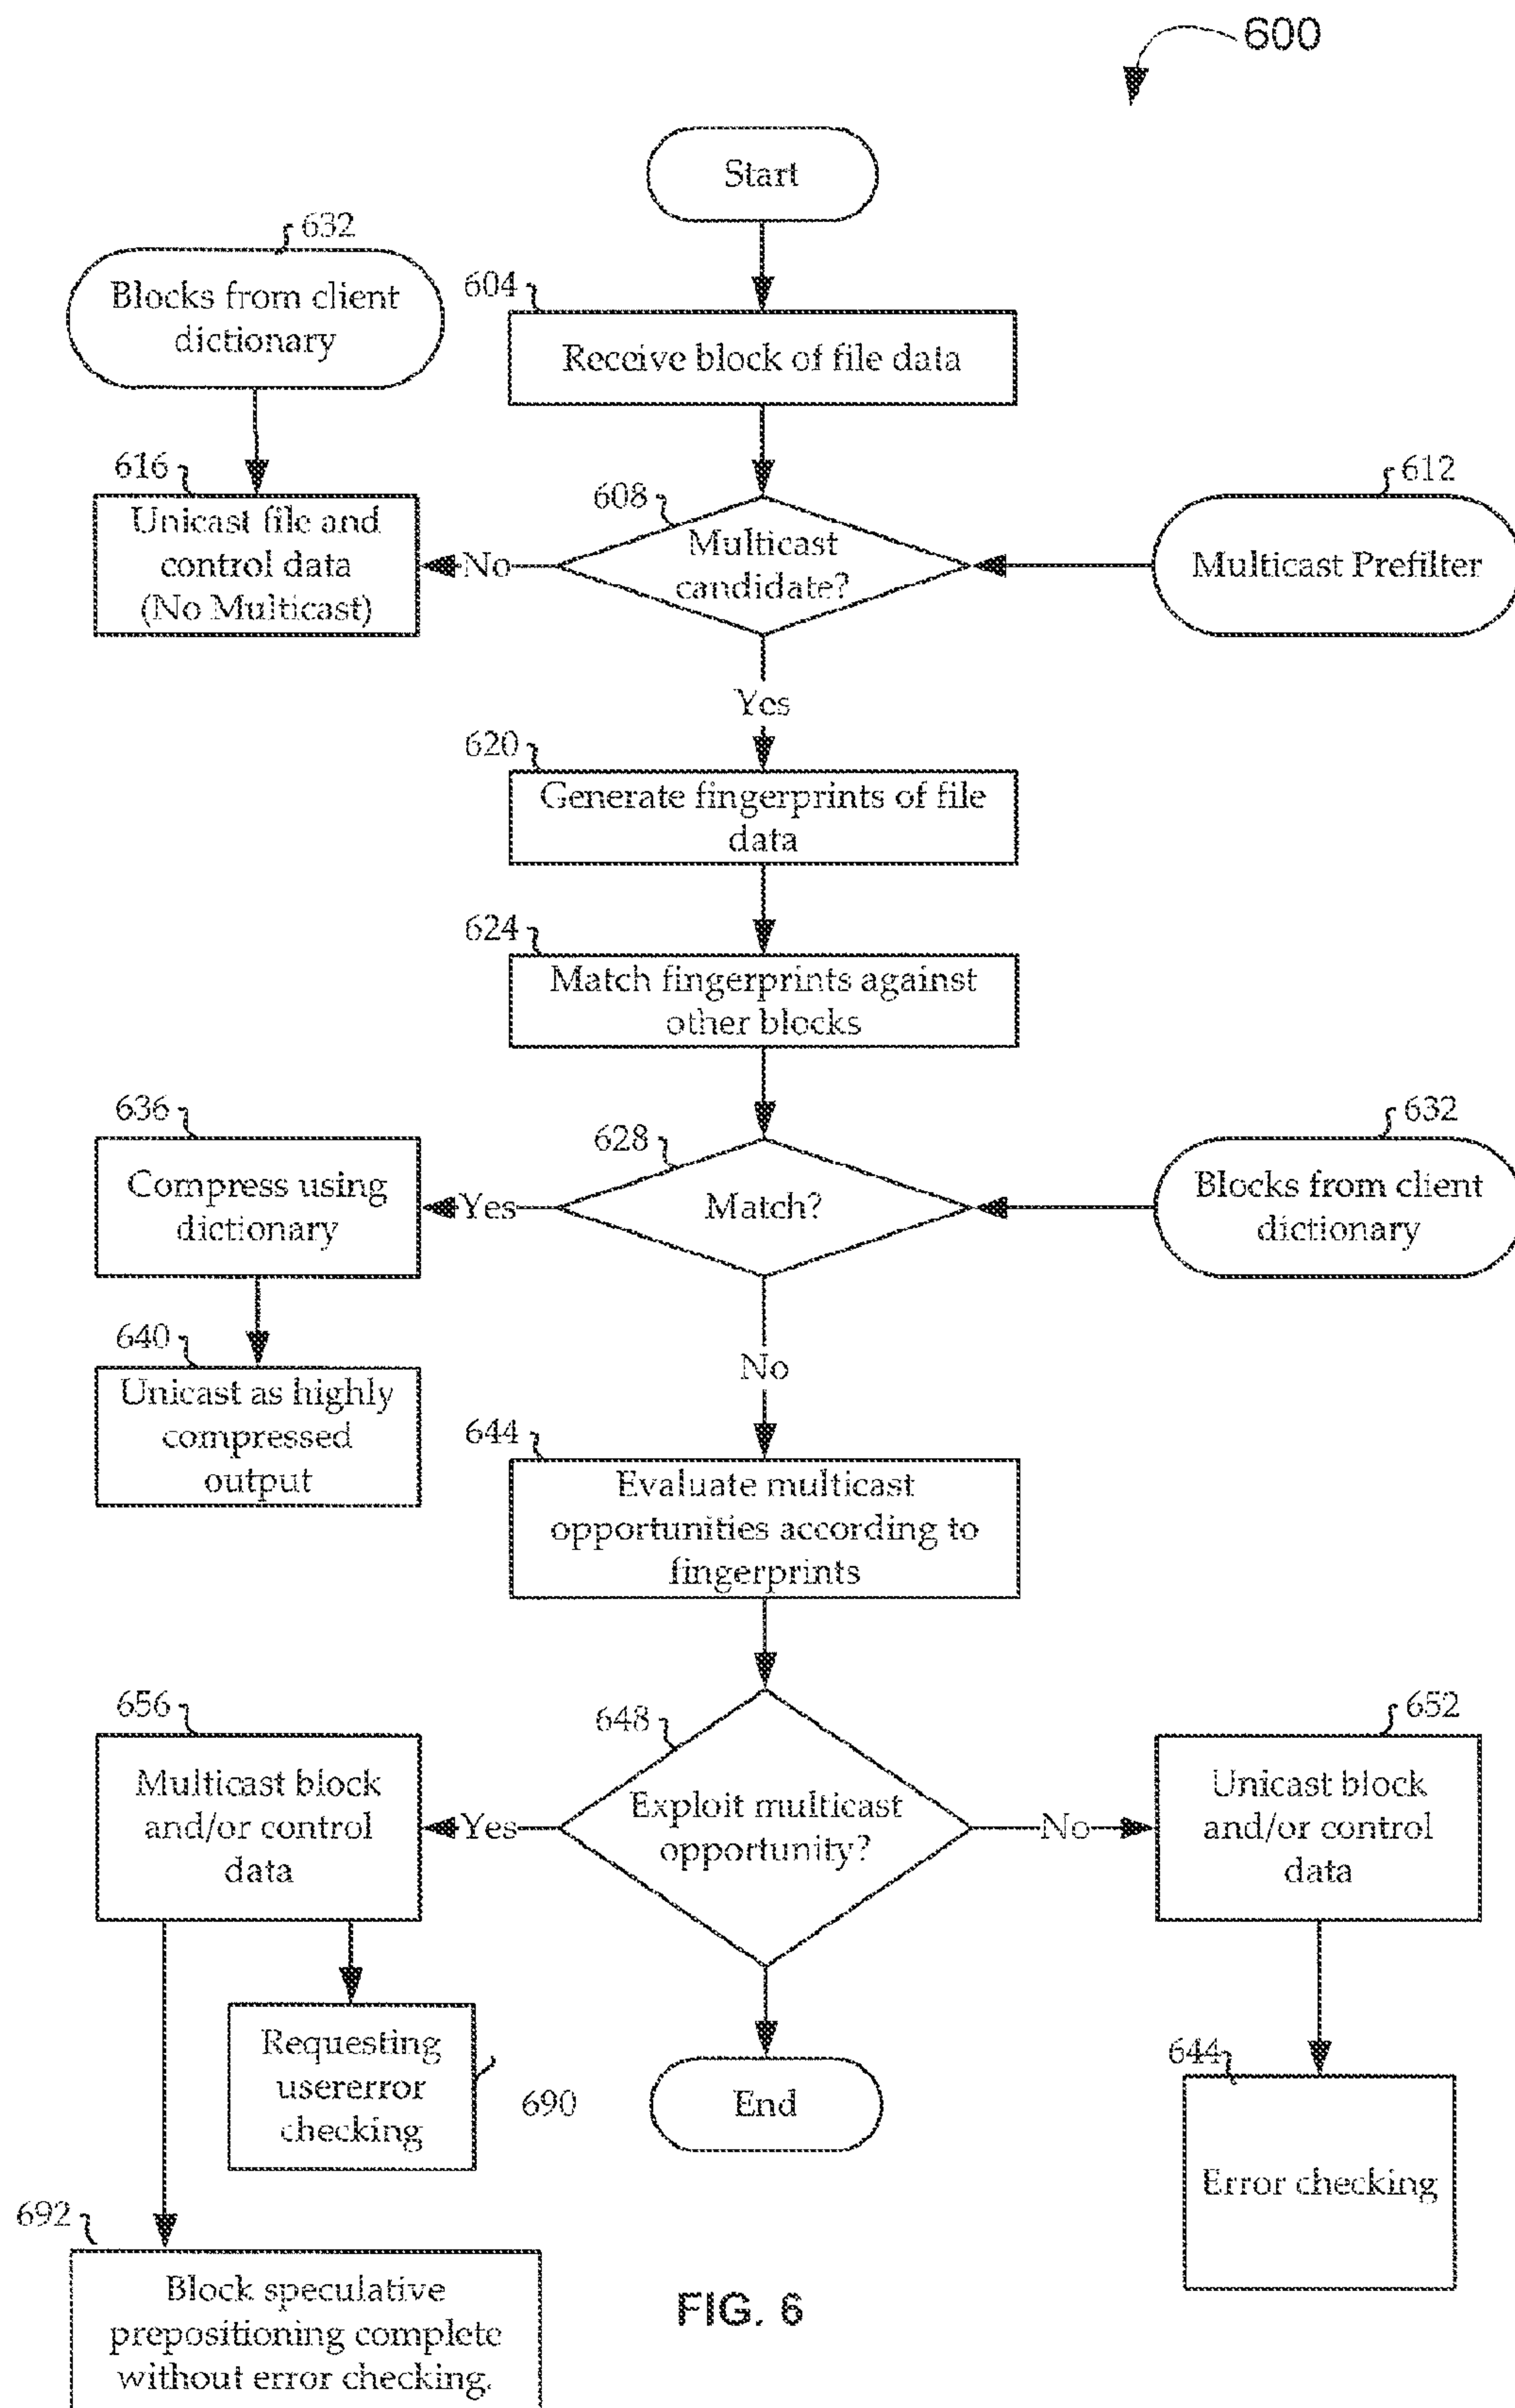 600
Start
632
Blocks from client
dictionary
604
Receive block of file data
616
Unicast file and
control data
(No Multicast)
No
608
Multicast
candidate?
612
Multicast Prefilter
Yes
620
Generate fingerprints of file
data
624
Match fingerprints against
other blocks
636
Compress using
dictionary
Yes
628
Match?
632
Blocks from client
dictionary
640
Unicast as highly
compressed
output
No
644
Evaluate multicast
opportunities according to
fingerprints
656
Multicast block
and/or control
data
Yes
648
Exploit multicast
opportunity?
No
652
Unicast block
and/or control
data
Requesting
usererror
checking
690
End
644
Error checking
692
Block speculative
prepositioning complete
without error checking.
FIG. 6